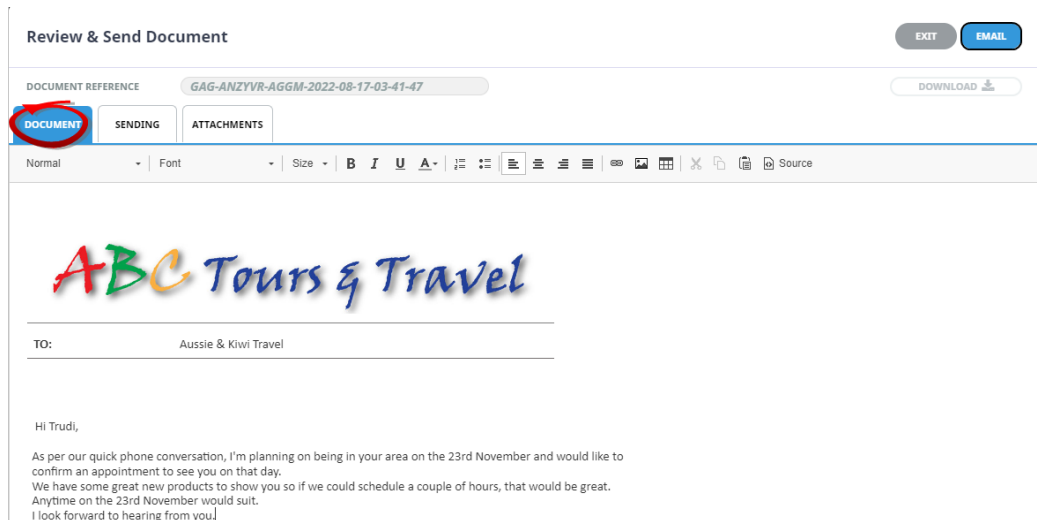 Review & Send Document
EXIT
EMAIL
DOCUMENT REFERENCE
GAG-ANZYVR-AGGM-2022-08-17-03-41-47
DOWNLOAD
DOCUMENT
SENDING
ATTACHMENTS
Normal
Font
Size
B
I
U
A
Source
ABC Tours & Travel
TO: Aussie & Kiwi Travel
Hi Trudi,
As per our quick phone conversation, I'm planning on being in your area on the 23rd November and would like to
confirm an appointment to see you on that day.
We have some great new products to show you so if we could schedule a couple of hours, that would be great.
Anytime on the 23rd November would suit.
I look forward to hearing from you.